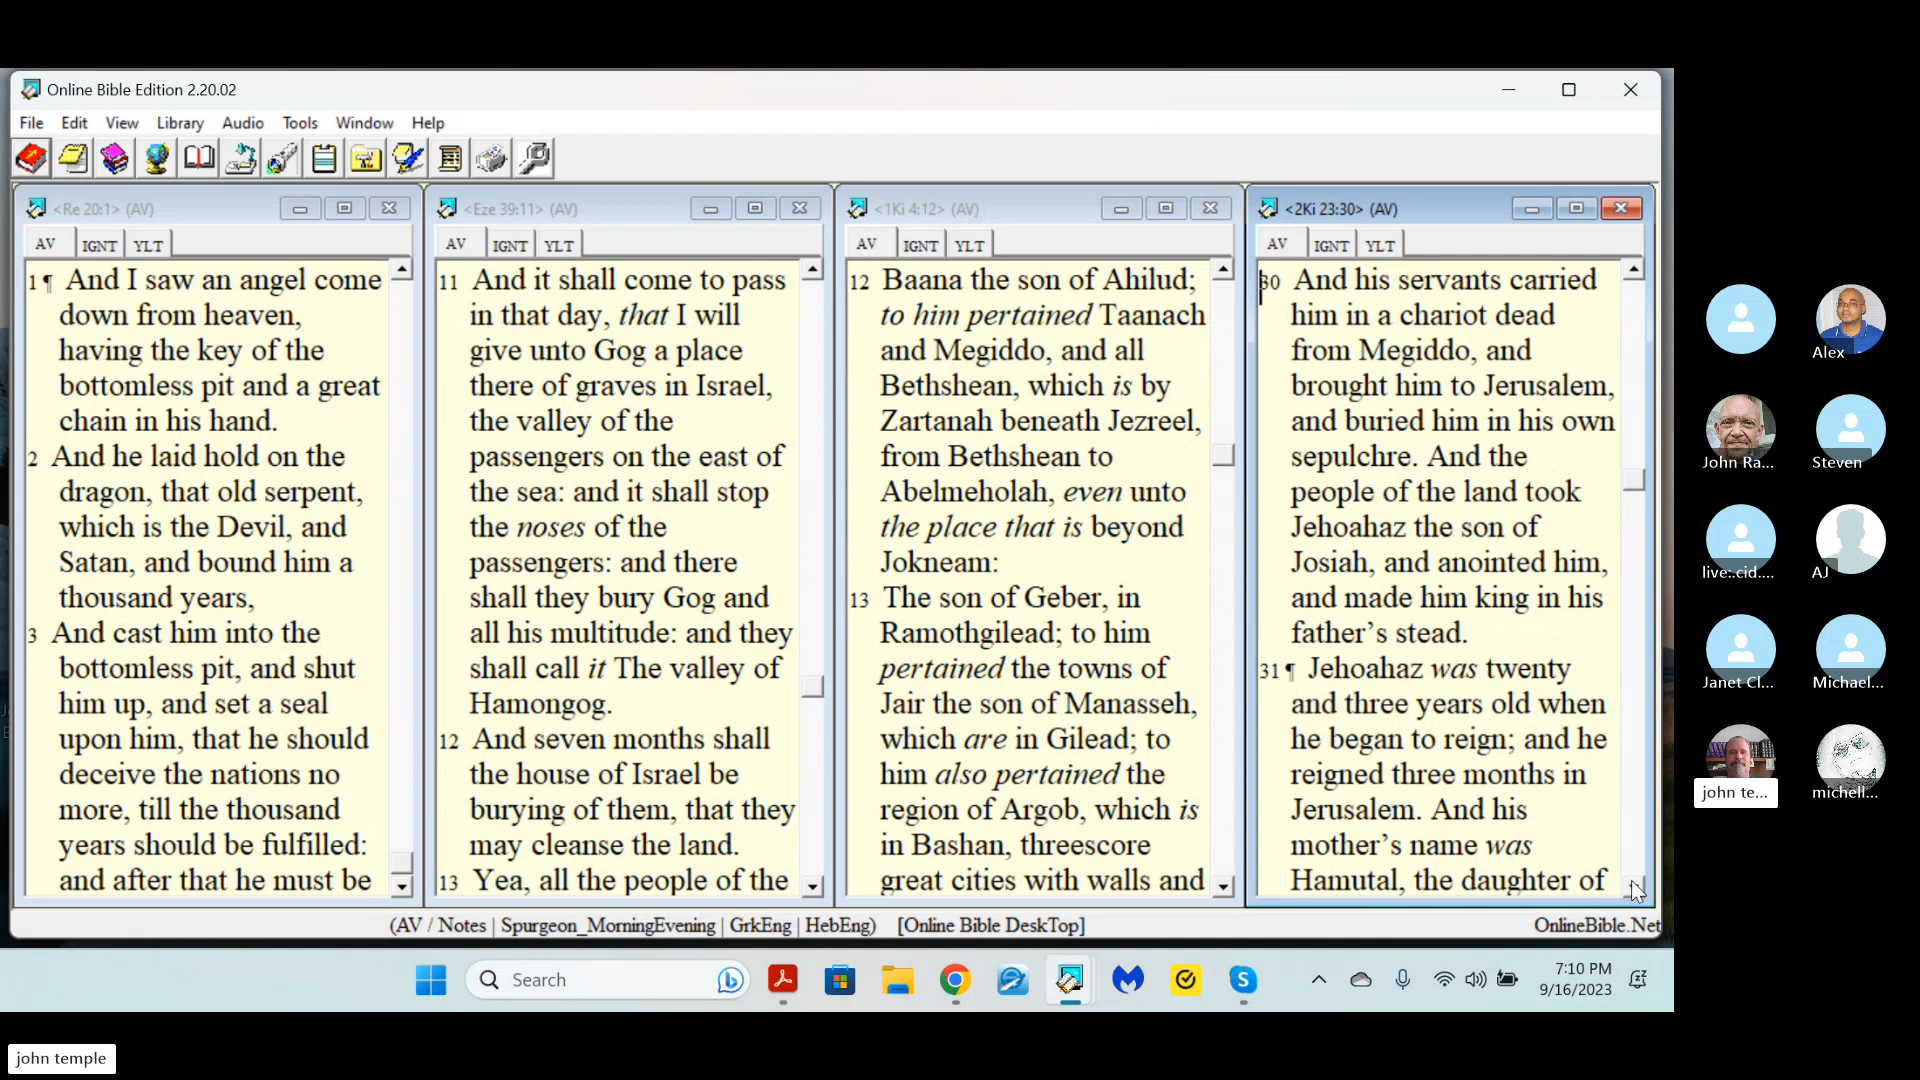 Online Bible Edition 2.20.02
File Edit View Library Audio Tools Window Help
<Re 20:1> (AV)
AV IGNT YLT
1 ¶ And I saw an angel come
down from heaven,
having the key of the
bottomless pit and a great
chain in his hand.
2 And he laid hold on the
dragon, that old serpent,
which is the Devil, and
Satan, and bound him a
thousand years,
3 And cast him into the
bottomless pit, and shut
him up, and set a seal
upon him, that he should
deceive the nations no
more, till the thousand
years should be fulfilled:
and after that he must be
<Eze 39:11> (AV)
AV IGNT YLT
11 And it shall come to pass
in that day, that I will
give unto Gog a place
there of graves in Israel,
the valley of the
passengers on the east of
the sea: and it shall stop
the noses of the
passengers: and there
shall they bury Gog and
all his multitude: and they
shall call it The valley of
Hamongog.
12 And seven months shall
the house of Israel be
burying of them, that they
may cleanse the land.
13 Yea, all the people of the
<1Ki 4:12> (AV)
AV IGNT YLT
12 Baana the son of Ahilud;
to him pertained Taanach
and Megiddo, and all
Bethshean, which is by
Zartanah beneath Jezreel,
from Bethshean to
Abelmeholah, even unto
the place that is beyond
Jokneam:
13 The son of Geber, in
Ramothgilead; to him
pertained the towns of
Jair the son of Manasseh,
which are in Gilead; to
him also pertained the
region of Argob, which is
in Bashan, threescore
great cities with walls and
<2Ki 23:30> (AV)
AV IGNT YLT
30 And his servants carried
him in a chariot dead
from Megiddo, and
brought him to Jerusalem,
and buried him in his own
sepulchre. And the
people of the land took
Jehoahaz the son of
Josiah, and anointed him,
and made him king in his
father's stead.
31 ¶ Jehoahaz was twenty
and three years old when
he began to reign; and he
reigned three months in
Jerusalem. And his
mother's name was
Hamutal, the daughter of
(AV / Notes | Spurgeon_MorningEvening | GrkEng | HebEng) [Online Bible DeskTop]
OnlineBible.Net
Search
7:10 PM
9/16/2023
Alex
John Ra...
Steven
live:.cid....
AJ
Janet Cl...
Michael...
john te...
michell...
john temple